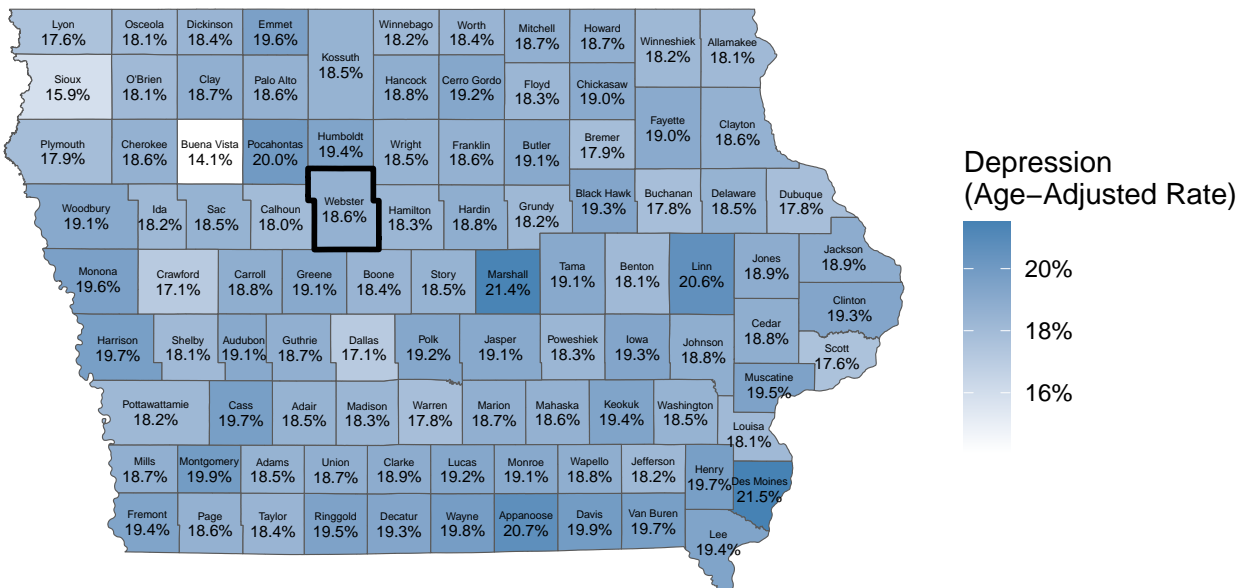 Lyon
17.6%
Osceola
18.1%
Dickinson
18.4%
Emmet
19.6%
Kossuth
18.5%
Winnebago
18.2%
Worth
18.4%
Mitchell
18.7%
Howard
18.7%
Winneshiek
18.2%
Allamakee
18.1%
Sioux
15.9%
O'Brien
18.1%
Clay
18.7%
Palo Alto
18.6%
Hancock
18.8%
Cerro Gordo
19.2%
Floyd
18.3%
Chickasaw
19.0%
Fayette
19.0%
Clayton
18.6%
Plymouth
17.9%
Cherokee
18.6%
Buena Vista
14.1%
Pocahontas
20.0%
Humboldt
19.4%
Wright
18.5%
Franklin
18.6%
Butler
19.1%
Bremer
17.9%
Woodbury
19.1%
Ida
18.2%
Sac
18.5%
Calhoun
18.0%
Webster
18.6%
Hamilton
18.3%
Hardin
18.8%
Grundy
18.2%
Black Hawk
19.3%
Buchanan
17.8%
Delaware
18.5%
Dubuque
17.8%
Monona
19.6%
Crawford
17.1%
Carroll
18.8%
Greene
19.1%
Boone
18.4%
Story
18.5%
Marshall
21.4%
Tama
19.1%
Benton
18.1%
Linn
20.6%
Jones
18.9%
Jackson
18.9%
Clinton
19.3%
Harrison
19.7%
Shelby
18.1%
Audubon
19.1%
Guthrie
18.7%
Dallas
17.1%
Polk
19.2%
Jasper
19.1%
Poweshiek
18.3%
Iowa
19.3%
Johnson
18.8%
Cedar
18.8%
Scott
17.6%
Muscatine
19.5%
Pottawattamie
18.2%
Cass
19.7%
Adair
18.5%
Madison
18.3%
Warren
17.8%
Marion
18.7%
Mahaska
18.6%
Keokuk
19.4%
Washington
18.5%
Louisa
18.1%
Mills
18.7%
Montgomery
19.9%
Adams
18.5%
Union
18.7%
Clarke
18.9%
Lucas
19.2%
Monroe
19.1%
Wapello
18.8%
Jefferson
18.2%
Henry
19.7%
Des Moines
21.5%
Fremont
19.4%
Page
18.6%
Taylor
18.4%
Ringgold
19.5%
Decatur
19.3%
Wayne
19.8%
Appanoose
20.7%
Davis
19.9%
Van Buren
19.7%
Lee
19.4%
Depression
(Age−Adjusted Rate)
20%
18%
16%